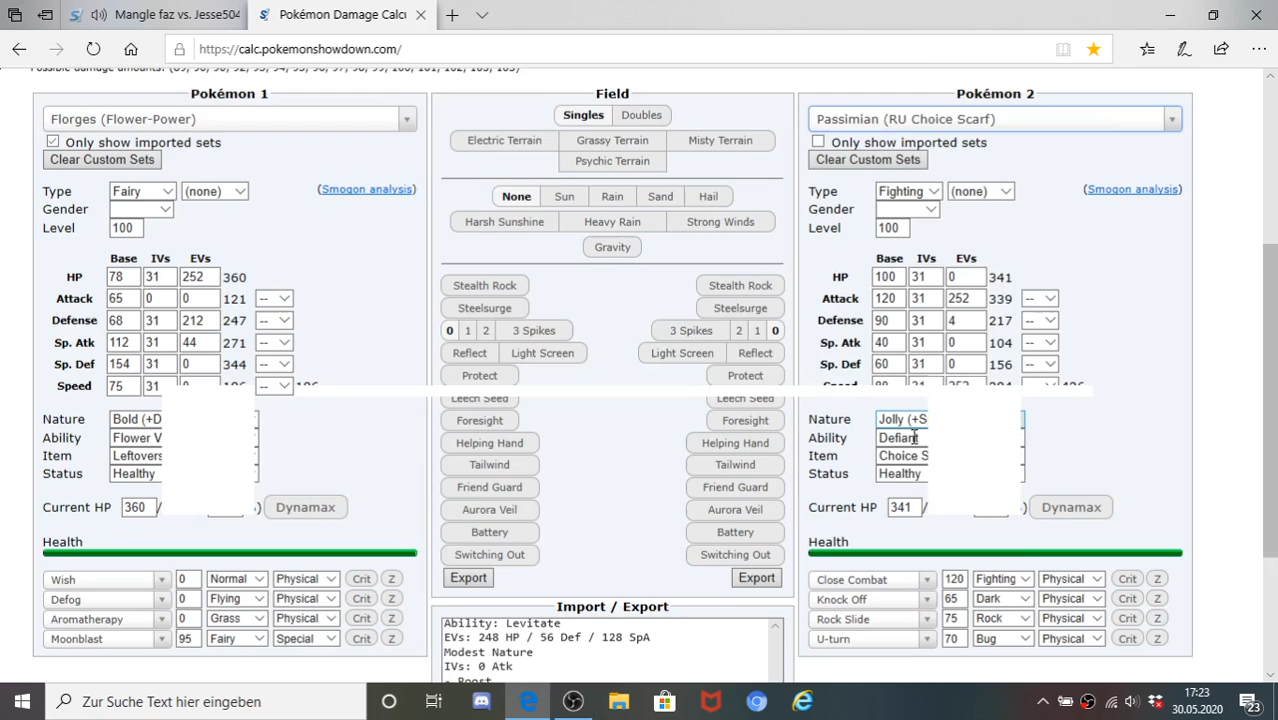 Mangle faz vs. Jesse504
Pokémon Damage Calcu
https://calc.pokemonshowdown.com/
Pokémon 1 Field Pokémon 2
Florges (Flower-Power) Singles Doubles Passimian (RU Choice Scarf)
Only show imported sets Electric Terrain Grassy Terrain Misty Terrain Only show imported sets
Clear Custom Sets Psychic Terrain Clear Custom Sets
Type Fairy (none) (Smogon analysis) None Sun Rain Sand Hail Type Fighting (none) (Smogon analysis)
Gender Harsh Sunshine Heavy Rain Strong Winds Gender
Level 100 Gravity Level 100
Base IVs EVs Base IVs EVs
HP 78 31 252 360 Stealth Rock Stealth Rock HP 100 31 0 341
Attack 65 0 0 121 -- Steelsurge Steelsurge Attack 120 31 252 339 --
Defense 68 31 212 247 -- 0 1 2 3 Spikes 3 Spikes 2 1 0 Defense 90 31 4 217 --
Sp. Atk 112 31 44 271 -- Reflect Light Screen Light Screen Reflect Sp. Atk 40 31 0 104 --
Sp. Def 154 31 0 344 -- Protect Protect Sp. Def 60 31 0 156 --
Speed 75 31 -- Leech Seed Leech Seed Speed 31 --
Nature Bold (+D Foresight Foresight Nature Jolly (+S
Ability Flower V Helping Hand Helping Hand Ability Defiant
Item Leftovers Tailwind Tailwind Item Choice S
Status Healthy Friend Guard Friend Guard Status Healthy
Current HP 360 / ) Dynamax Aurora Veil Aurora Veil Current HP 341 / ) Dynamax
Battery Battery
Health Switching Out Switching Out Health
Export Export
Wish 0 Normal Physical Crit Z Close Combat 120 Fighting Physical Crit Z
Defog 0 Flying Physical Crit Z Import / Export Knock Off 65 Dark Physical Crit Z
Aromatherapy 0 Grass Physical Crit Z Ability: Levitate Rock Slide 75 Rock Physical Crit Z
Moonblast 95 Fairy Special Crit Z EVs: 248 HP / 56 Def / 128 SpA U-turn 70 Bug Physical Crit Z
Modest Nature
IVs: 0 Atk
- Roost
Zur Suche Text hier eingeben
17:23
30.05.2020
23